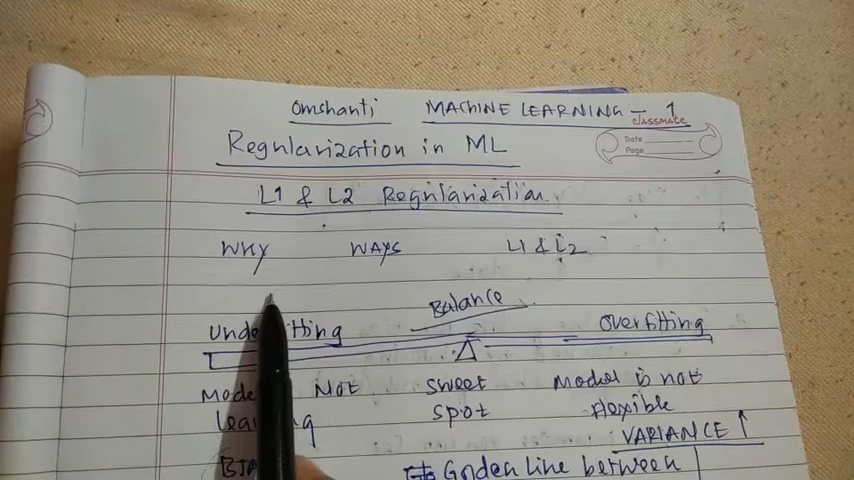 Omshanti MACHINE LEARNING - 1
classmate
Date
Page
Regularization in ML
L1 & L2 Regularization
WHY WAYS L1 & L2
Balance
Overfitting
Not Sweet Model is not
spot flexible
VARIANCE ↑
Golden Line between